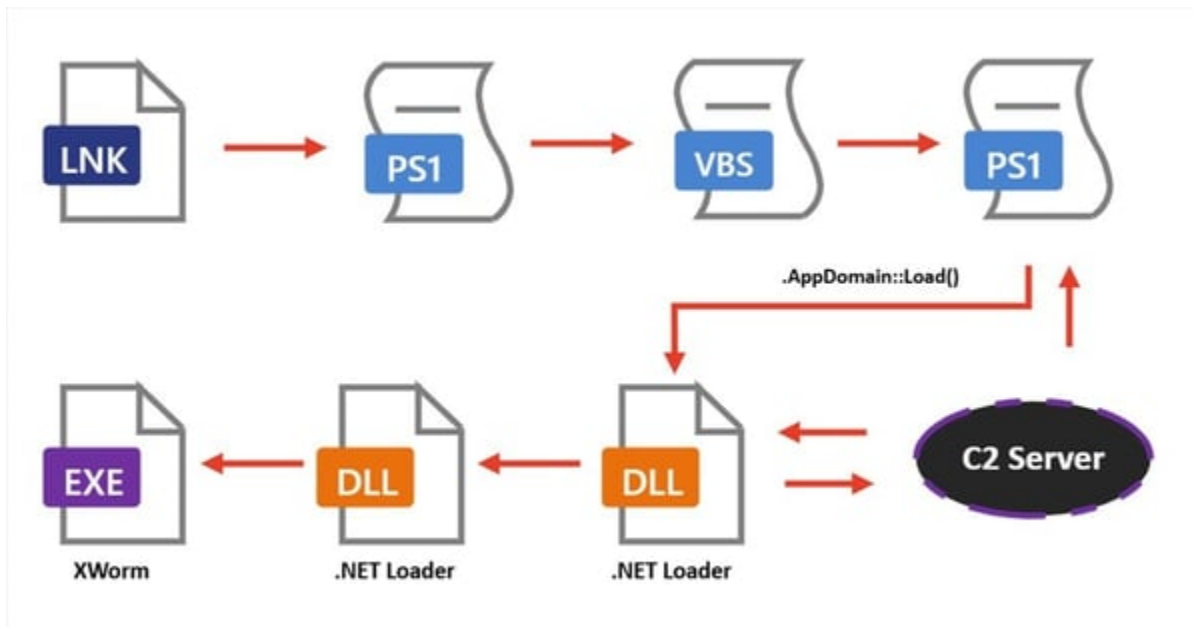 LNK
PS1
VBS
PS1
.AppDomain::Load()
C2 Server
EXE
DLL
DLL
XWorm
.NET Loader
.NET Loader